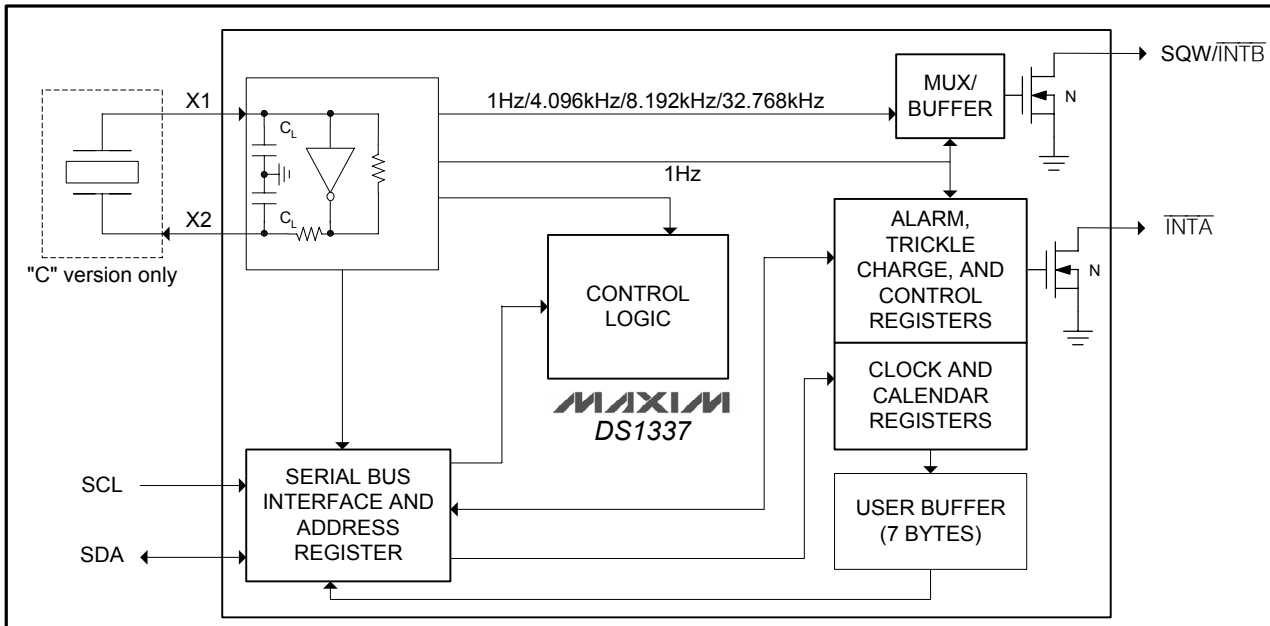 SQW/I̅N̅T̅B̅
MUX/
BUFFER
N
1Hz/4.096kHz/8.192kHz/32.768kHz
X1
CL
1Hz
X2
CL
"C" version only
ALARM,
TRICKLE
CHARGE, AND
CONTROL
REGISTERS
I̅N̅T̅A̅
N
CONTROL
LOGIC
CLOCK AND
CALENDAR
REGISTERS
MAXIM
DS1337
SCL
SDA
SERIAL BUS
INTERFACE AND
ADDRESS
REGISTER
USER BUFFER
(7 BYTES)